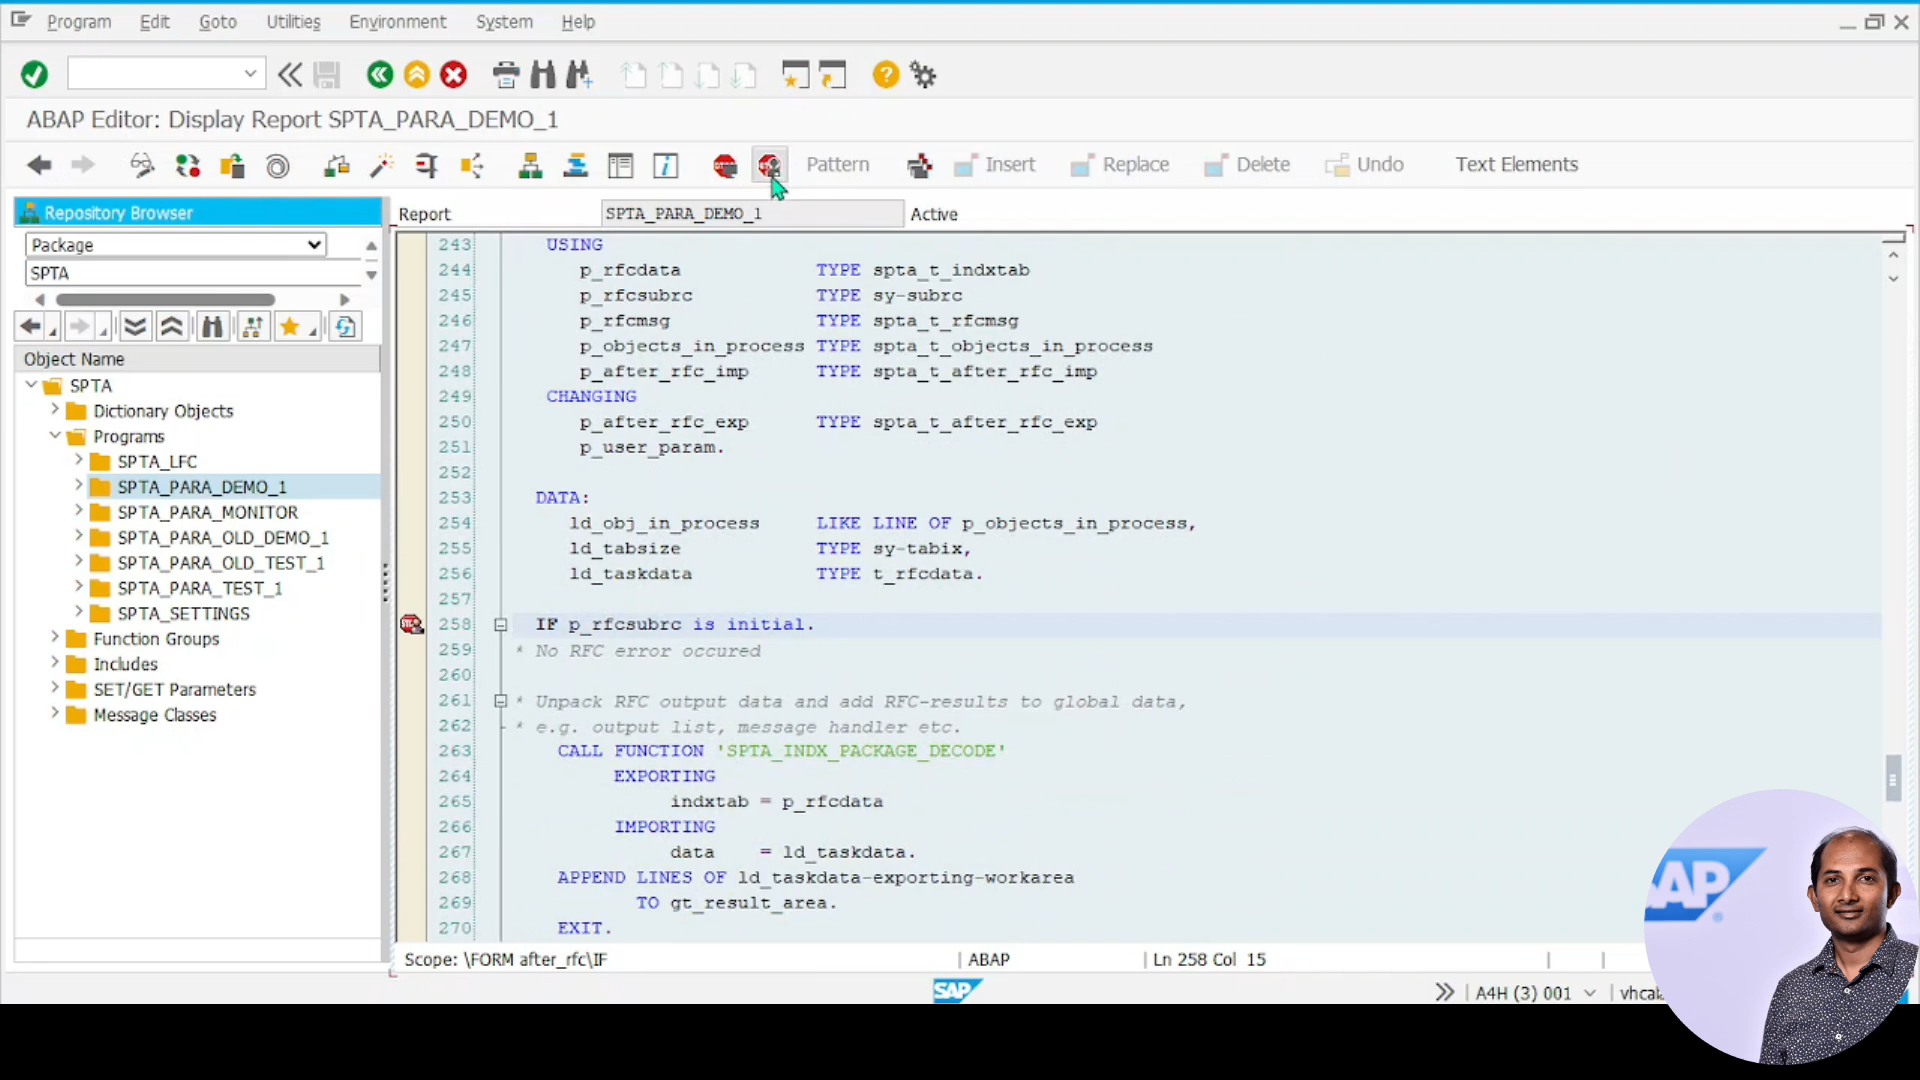 Program Edit Goto Utilities Environment System Help
ABAP Editor: Display Report SPTA_PARA_DEMO_1
Pattern Insert Replace Delete Undo Text Elements
Repository Browser
Package
SPTA
Object Name
SPTA
Dictionary Objects
Programs
SPTA_LFC
SPTA_PARA_DEMO_1
SPTA_PARA_MONITOR
SPTA_PARA_OLD_DEMO_1
SPTA_PARA_OLD_TEST_1
SPTA_PARA_TEST_1
SPTA_SETTINGS
Function Groups
Includes
SET/GET Parameters
Message Classes
Report SPTA_PARA_DEMO_1 Active
243 USING
244 p_rfcdata TYPE spta_t_indxtab
245 p_rfcsubrc TYPE sy-subrc
246 p_rfcmsg TYPE spta_t_rfcmsg
247 p_objects_in_process TYPE spta_t_objects_in_process
248 p_after_rfc_imp TYPE spta_t_after_rfc_imp
249 CHANGING
250 p_after_rfc_exp TYPE spta_t_after_rfc_exp
251 p_user_param.
252
253 DATA:
254 ld_obj_in_process LIKE LINE OF p_objects_in_process,
255 ld_tabsize TYPE sy-tabix,
256 ld_taskdata TYPE t_rfcdata.
257
258 IF p_rfcsubrc is initial.
259 * No RFC error occured
260
261 * Unpack RFC output data and add RFC-results to global data,
262 * e.g. output list, message handler etc.
263 CALL FUNCTION 'SPTA_INDX_PACKAGE_DECODE'
264 EXPORTING
265 indxtab = p_rfcdata
266 IMPORTING
267 data = ld_taskdata.
268 APPEND LINES OF ld_taskdata-exporting-workarea
269 TO gt_result_area.
270 EXIT.
Scope: \FORM after_rfc\IF ABAP Ln 258 Col 15
SAP A4H (3) 001